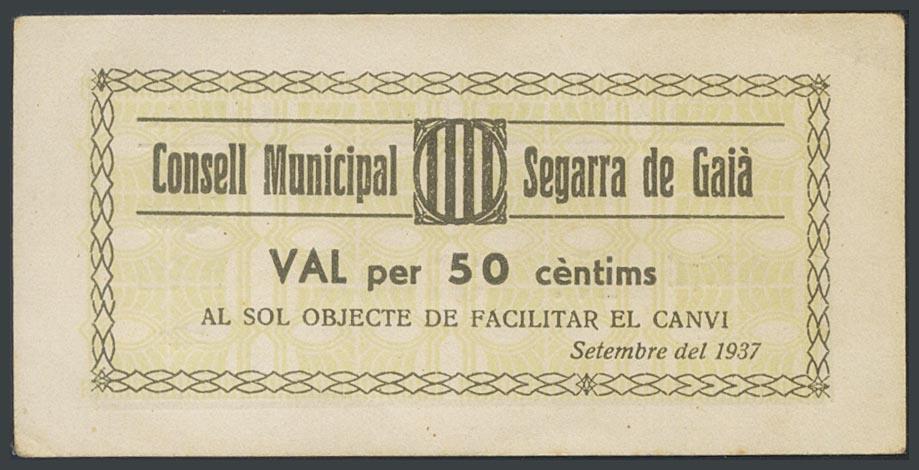 Consell Municipal Segarra de Gaià
VAL per 50 cèntims
AL SOL OBJECTE DE FACILITAR EL CANVI
Setembre del 1937